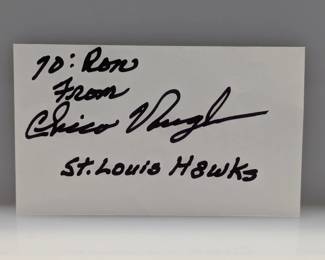 TO: Ron
From
Chico Vaughn
St. Louis Hawks